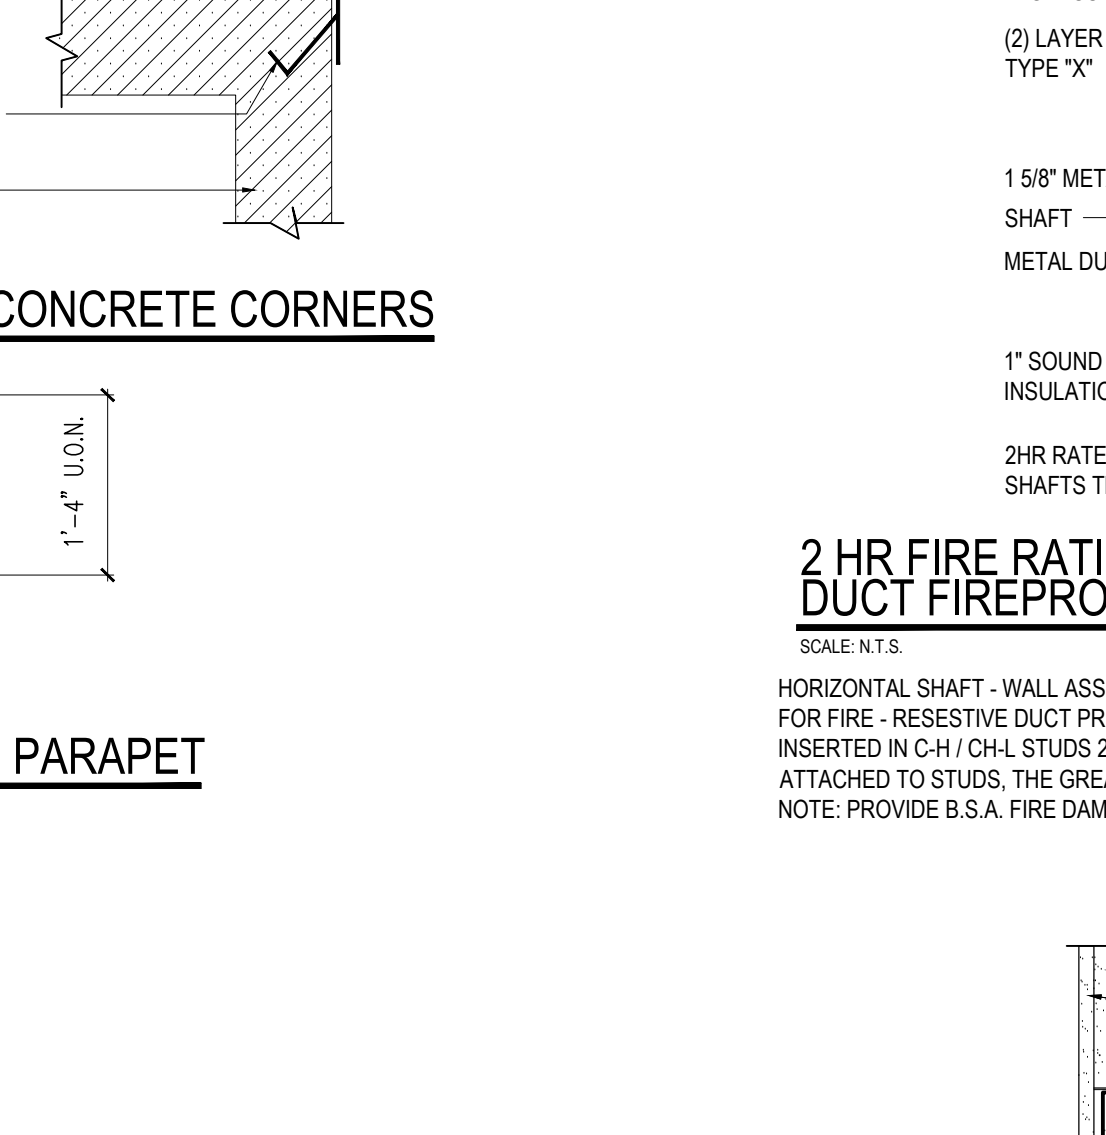 CONCRETE CORNERS
1'-4" U.O.N.
PARAPET
(2) LAYER
TYPE "X"
1 5/8" MET
SHAFT
METAL DU
1" SOUND
INSULATIO
2HR RATE
SHAFTS T
2 HR FIRE RATI
DUCT FIREPRO
SCALE: N.T.S.
HORIZONTAL SHAFT - WALL ASS
FOR FIRE - RESESTIVE DUCT PR
INSERTED IN C-H / CH-L STUDS 2
ATTACHED TO STUDS, THE GREA
NOTE: PROVIDE B.S.A. FIRE DAM